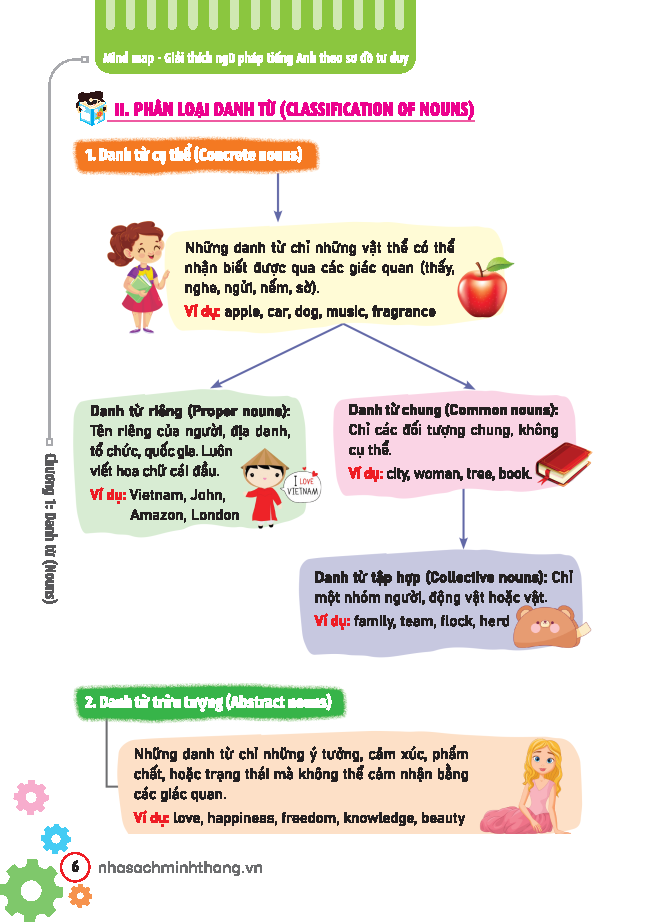 Mind map - Giải thích ngữ pháp tiếng Anh theo sơ đồ tư duy
II. PHÂN LOẠI DANH TỪ (CLASSIFICATION OF NOUNS)
1. Danh từ cụ thể (Concrete nouns)
Những danh từ chỉ những vật thể có thể
nhận biết được qua các giác quan (thấy,
nghe, ngửi, nếm, sờ).
Ví dụ: apple, car, dog, music, fragrance
Danh từ riêng (Proper nouns):
Tên riêng của người, địa danh,
tổ chức, quốc gia. Luôn
viết hoa chữ cái đầu.
Ví dụ: Vietnam, John,
Amazon, London
I LOVE
VIETNAM
Danh từ chung (Common nouns):
Chỉ các đối tượng chung, không
cụ thể.
Ví dụ: city, woman, tree, book.
Danh từ tập hợp (Collective nouns): Chỉ
một nhóm người, động vật hoặc vật.
Ví dụ: family, team, flock, herd
Chương 1: Danh từ (Nouns)
2. Danh từ trừu tượng (Abstract nouns)
Những danh từ chỉ những ý tưởng, cảm xúc, phẩm
chất, hoặc trạng thái mà không thể cảm nhận bằng
các giác quan.
Ví dụ: love, happiness, freedom, knowledge, beauty
6 nhasachminhthang.vn